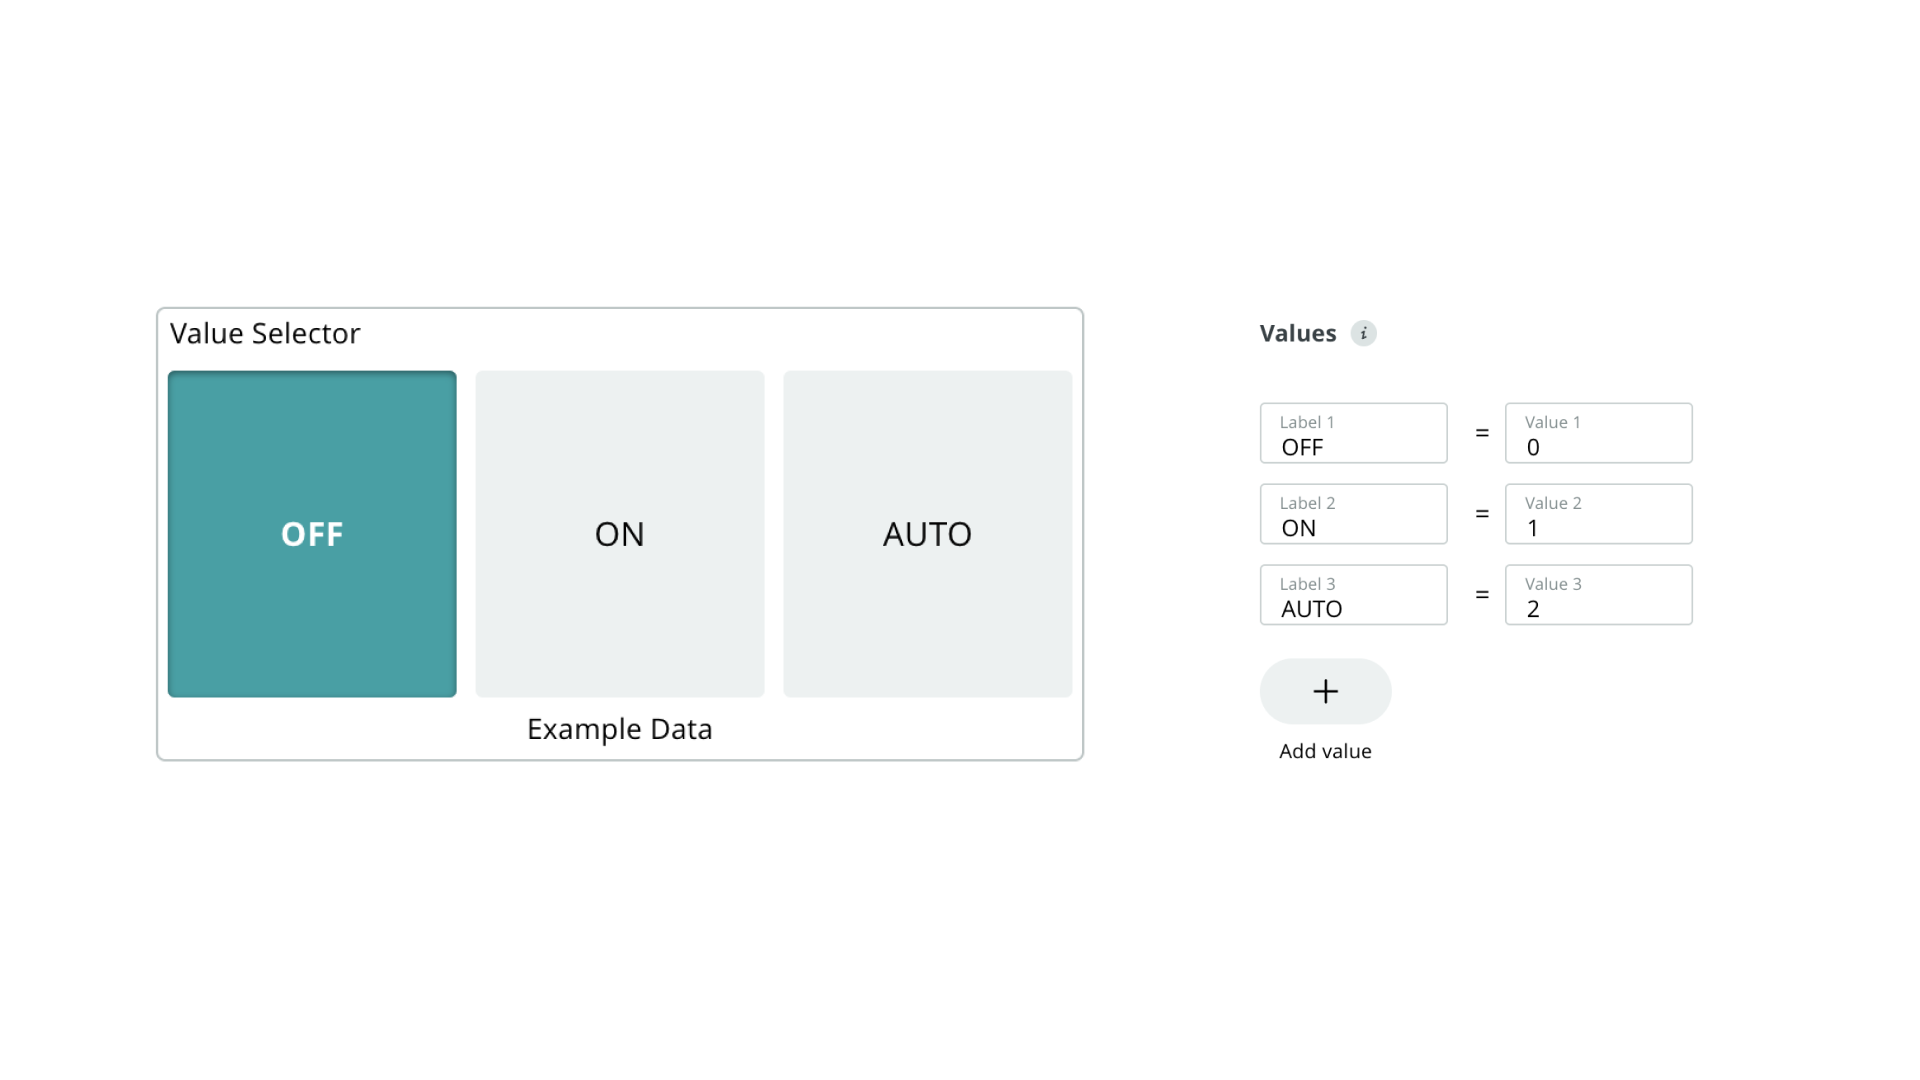 Value Selector
OFF
ON
AUTO
Example Data
Values i
Label 1
OFF
=
Value 1
0
Label 2
ON
=
Value 2
1
Label 3
AUTO
=
Value 3
2
+
Add value